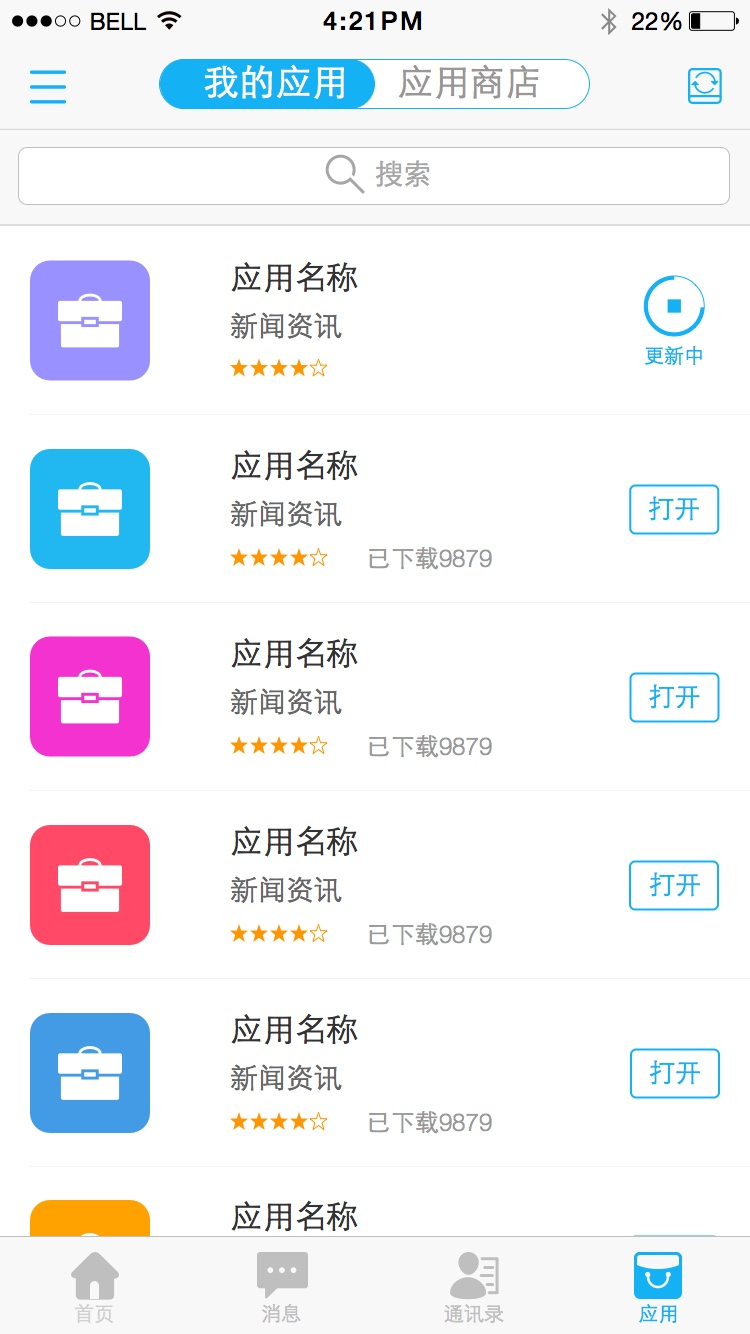 BELL 4:21PM 22%
我的应用 应用商店
搜索
应用名称
新闻资讯
★★★★☆
更新中
应用名称
新闻资讯
★★★★☆ 已下载9879
打开
应用名称
新闻资讯
★★★★☆ 已下载9879
打开
应用名称
新闻资讯
★★★★☆ 已下载9879
打开
应用名称
新闻资讯
★★★★☆ 已下载9879
打开
应用名称
首页 消息 通讯录 应用